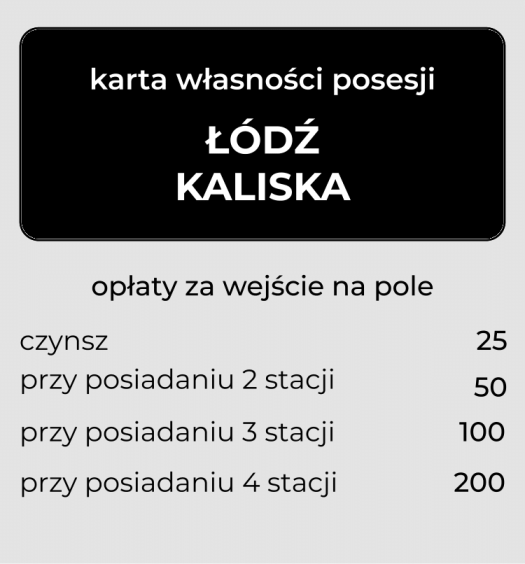 karta własności posesji
ŁÓDŹ
KALISKA
opłaty za wejście na pole
czynsz 25
przy posiadaniu 2 stacji 50
przy posiadaniu 3 stacji 100
przy posiadaniu 4 stacji 200